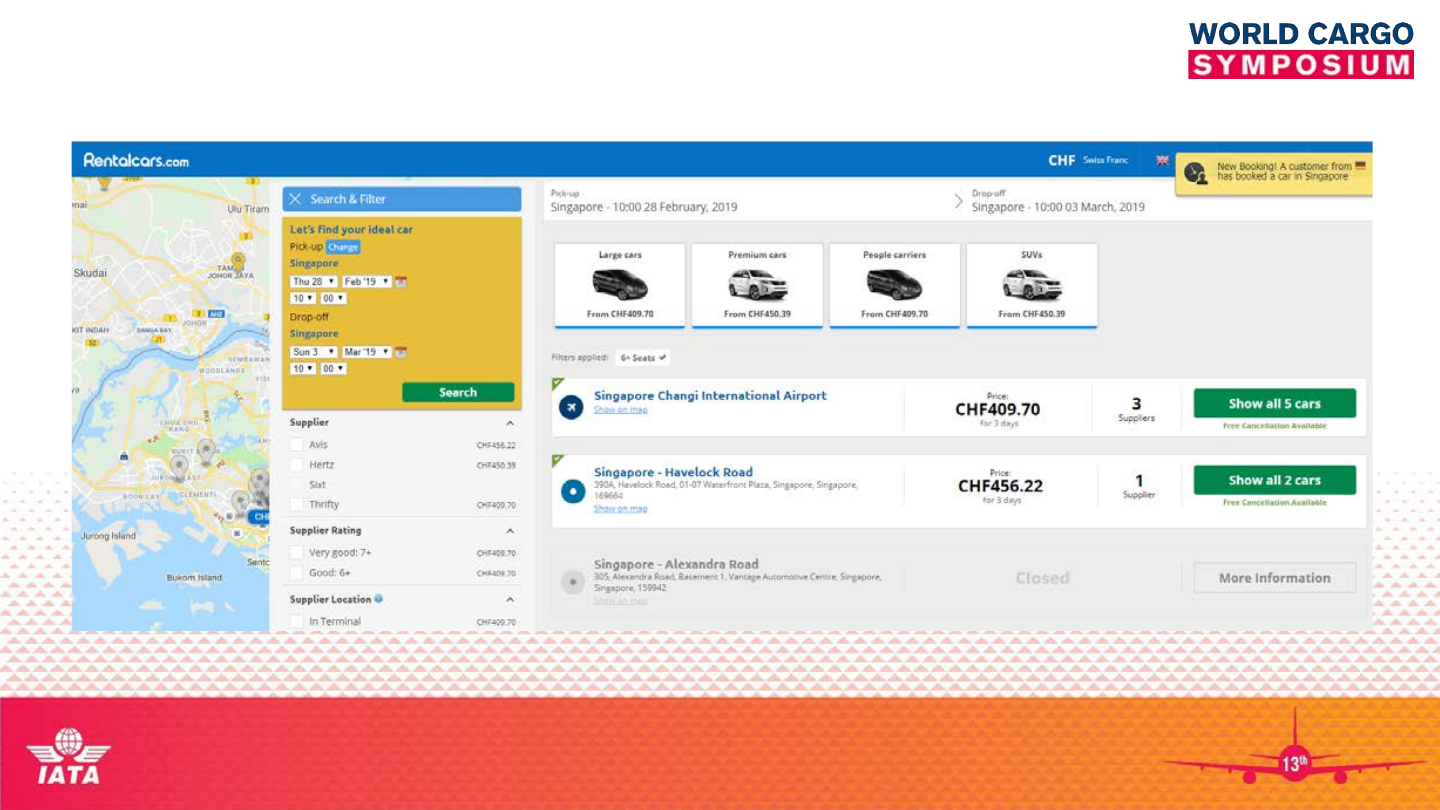 WORLD CARGO
SYMPOSIUM
Rentalcars.com
CHF Swiss Franc
New Booking! A customer from
has booked a car in Singapore
Ulu Tiram
Skudai
TAMAN
JOHOR JAYA
JOHOR
DANGA BAY
AH2
WOODLANDS
CLEMENTI
Jurong Island
Bukom Island
Search & Filter
Let's find your ideal car
Pick-up Change
Singapore
Thu 28 Feb '19
10 00
Drop-off
Singapore
Sun 3 Mar '19
10 00
Search
Supplier
Avis CHF456.22
Hertz CHF450.39
Sixt
Thrifty CHF409.70
Supplier Rating
Very good: 7+ CHF409.70
Good: 6+ CHF409.70
Supplier Location
In Terminal CHF409.70
Pick-up
Singapore - 10:00 28 February, 2019
Drop-off
Singapore - 10:00 03 March, 2019
Large cars
From CHF409.70
Premium cars
From CHF450.39
People carriers
From CHF409.70
SUVs
From CHF450.39
Filters applied: 6+ Seats
Singapore Changi International Airport
Show on map
Price:
CHF409.70
for 3 days
3
Suppliers
Show all 5 cars
Free Cancellation Available
Singapore - Havelock Road
390A, Havelock Road, 01-07 Waterfront Plaza, Singapore, Singapore,
169664
Show on map
Price:
CHF456.22
for 3 days
1
Supplier
Show all 2 cars
Free Cancellation Available
Singapore - Alexandra Road
305, Alexandra Road, Basement 1, Vantage Automotive Centre, Singapore,
Singapore, 159942
Show on map
Closed
More Information
IATA
13th